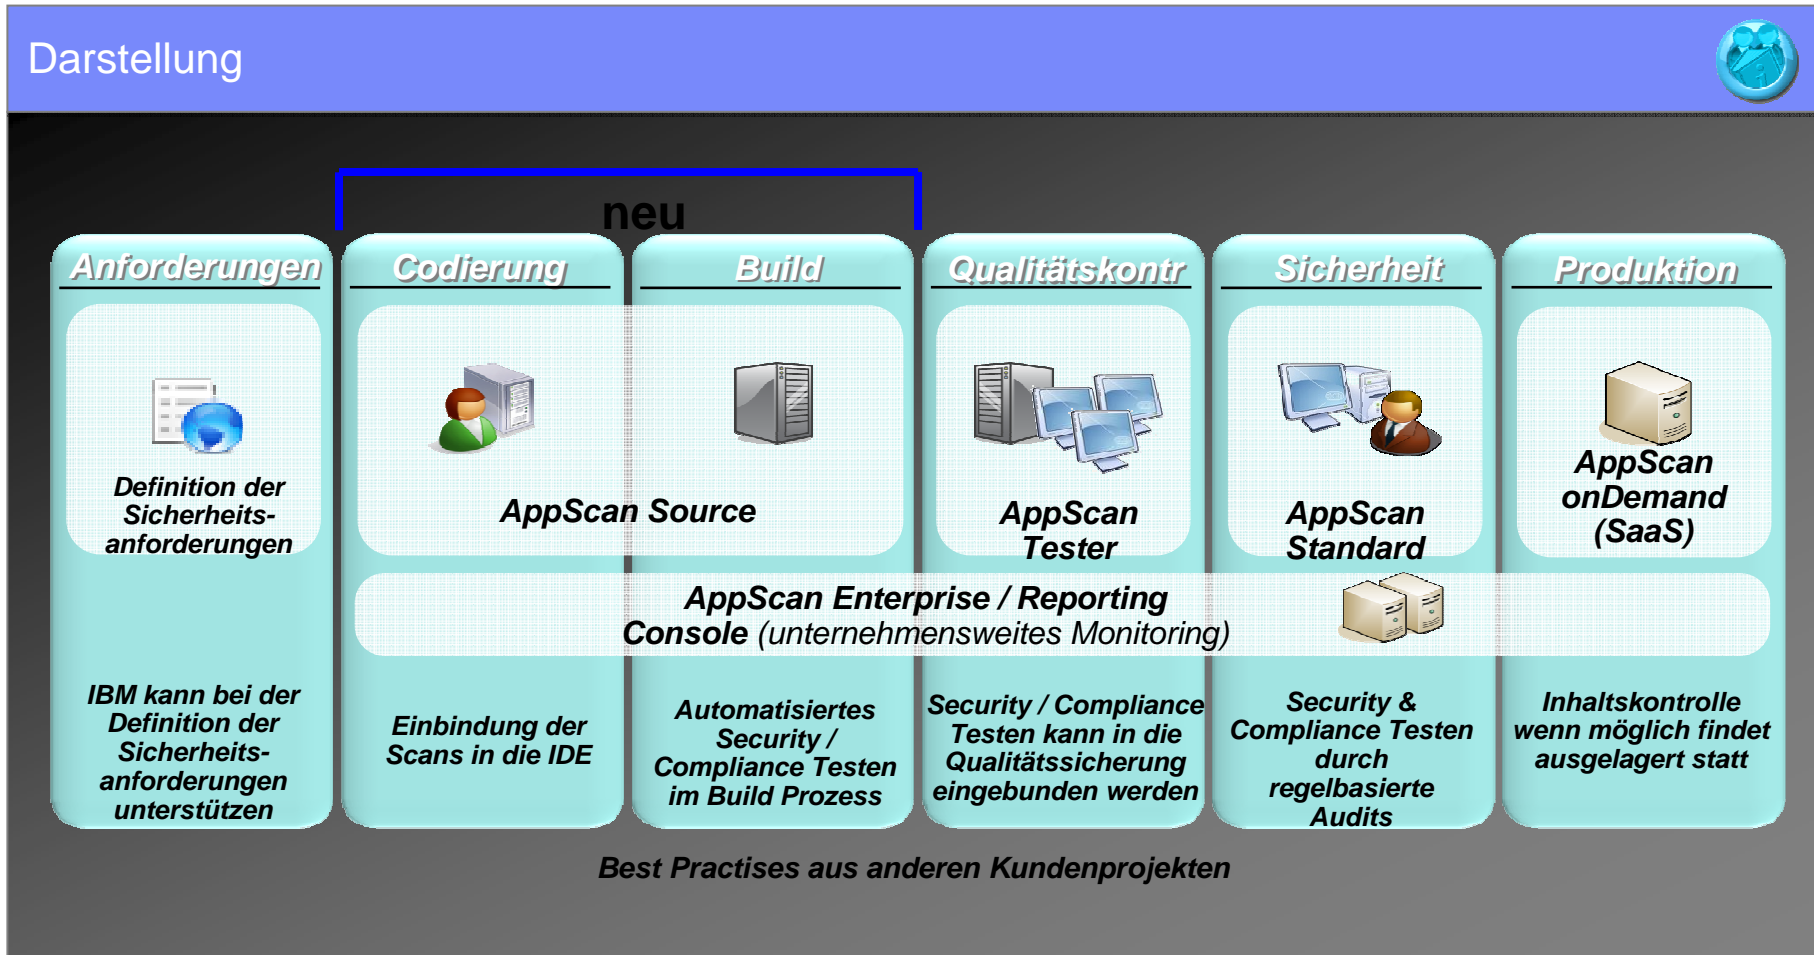 Darstellung
neu
Anforderungen
Codierung
Build
Qualitätskontr
Sicherheit
Produktion
Definition der
Sicherheits-
anforderungen
AppScan Source
AppScan
Tester
AppScan
Standard
AppScan
onDemand
(SaaS)
AppScan Enterprise / Reporting
Console (unternehmensweites Monitoring)
IBM kann bei der
Definition der
Sicherheits-
anforderungen
unterstützen
Einbindung der
Scans in die IDE
Automatisiertes
Security /
Compliance Testen
im Build Prozess
Security / Compliance
Testen kann in die
Qualitätssicherung
eingebunden werden
Security &
Compliance Testen
durch
regelbasierte
Audits
Inhaltskontrolle
wenn möglich findet
ausgelagert statt
Best Practises aus anderen Kundenprojekten